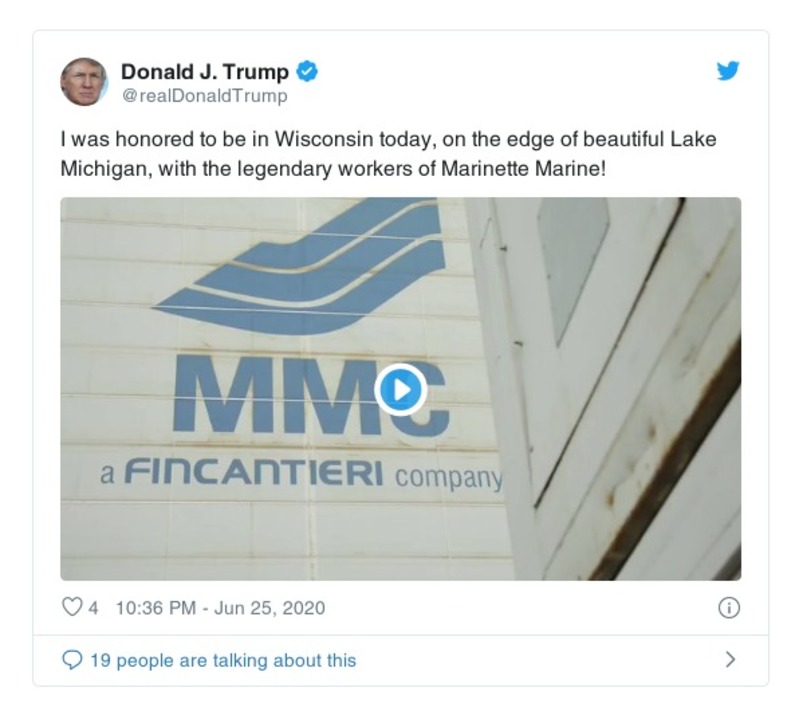 Donald J. Trump
@realDonaldTrump
I was honored to be in Wisconsin today, on the edge of beautiful Lake
Michigan, with the legendary workers of Marinette Marine!
MMC
a FINCANTIERI company
4 10:36 PM - Jun 25, 2020
19 people are talking about this